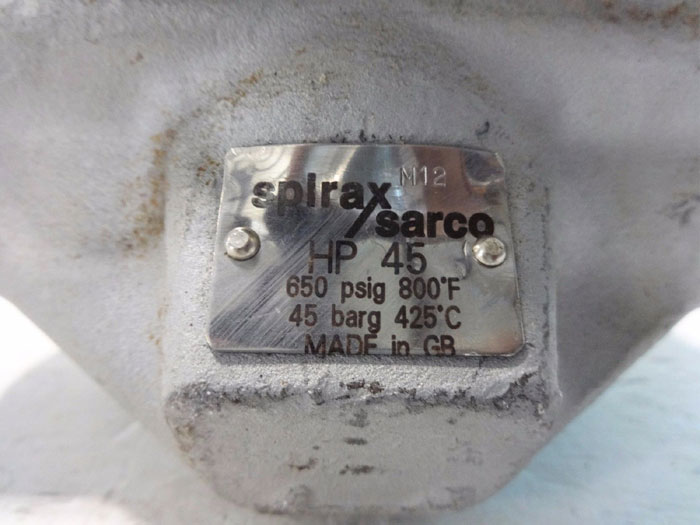 M12
spirax
sarco
HP 45
650 psig 800°F
45 barg 425°C
MADE in GB